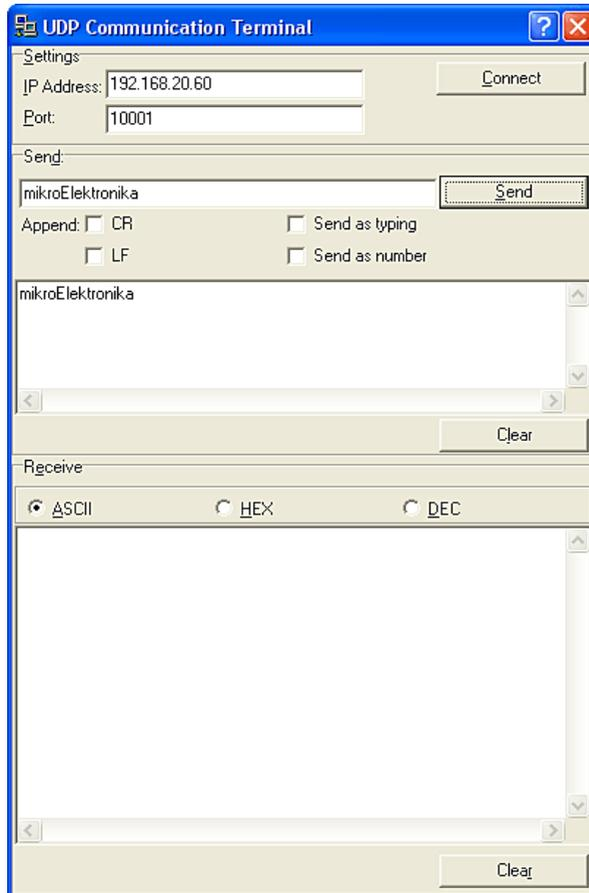 UDP Communication Terminal
Settings
IP Address: 192.168.20.60
Connect
Port: 10001
Send:
mikroElektronika
Send
Append: CR
Send as typing
LF
Send as number
mikroElektronika
Clear
Receive
ASCII HEX DEC
Clear